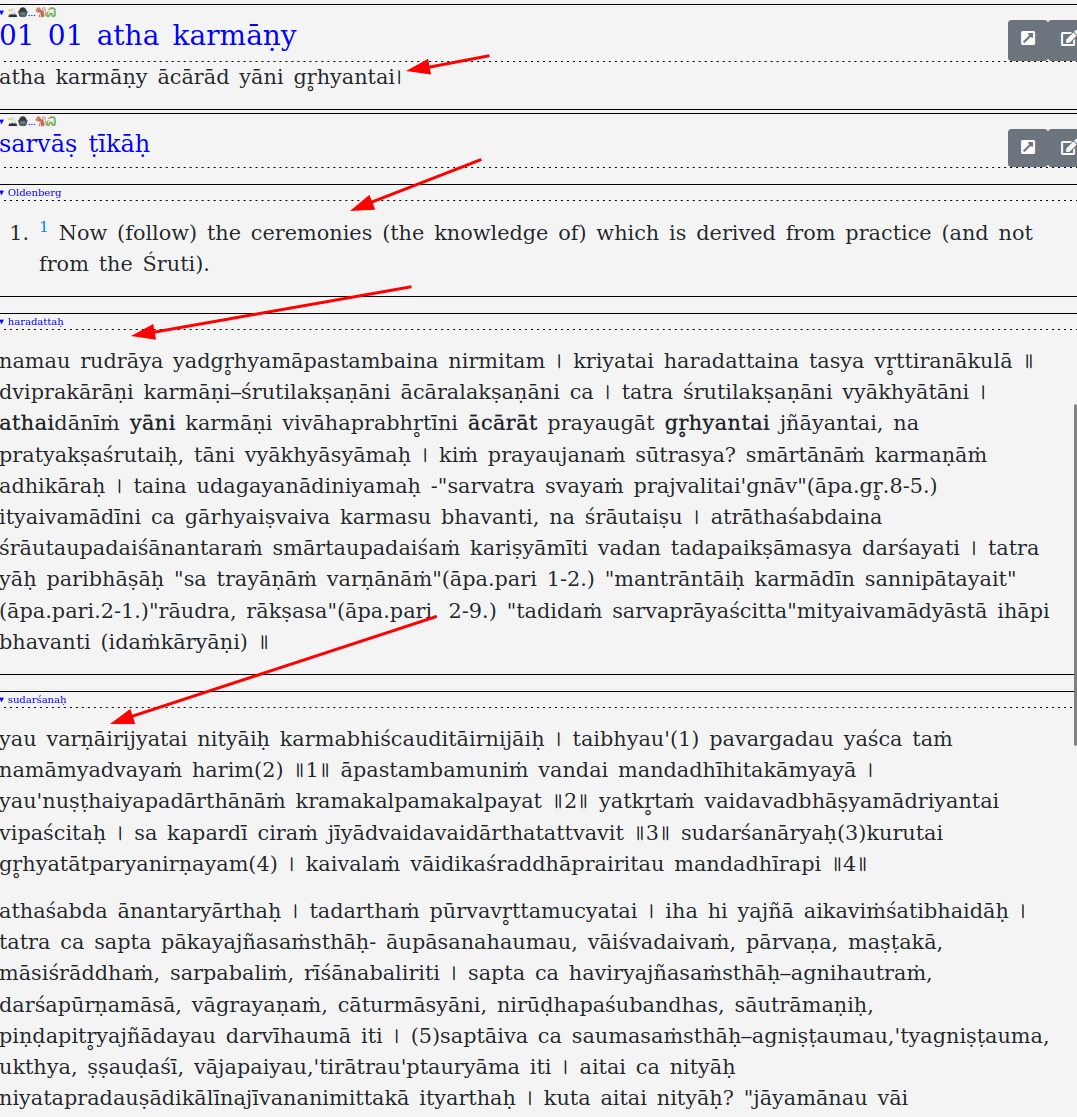 01 01 atha karmāṇy
atha karmāṇy ācārād yāni gr̥hyantai।
sarvāṣ ṭīkāḥ
Oldenberg
1. 1 Now (follow) the ceremonies (the knowledge of) which is derived from practice (and not
from the Śruti).
haradattaḥ
namau rudrāya yadgr̥hyamāpastambaina nirmitam । kriyatai haradattaina tasya vr̥ttiranākulā ॥
dviprakārāṇi karmāṇi–śrutilakṣaṇāni ācāralakṣaṇāni ca । tatra śrutilakṣaṇāni vyākhyātāni ।
athaidānīṁ yāni karmāṇi vivāhaprabhr̥tīni ācārāt prayaugāt gr̥hyantai jñāyantai, na
pratyakṣaśrutaiḥ, tāni vyākhyāsyāmaḥ । kiṁ prayaujanaṁ sūtrasya? smārtānāṁ karmaṇāṁ
adhikāraḥ । taina udagayanādiniyamaḥ -"sarvatra svayaṁ prajvalitai'gnāv"(āpa.gr̥.8-5.)
ityaivamādīni ca gārhyaiṣvaiva karmasu bhavanti, na śrāutaiṣu । atrāthaśabdaina
śrāutaupadaiśānantaraṁ smārtaupadaiśaṁ kariṣyāmīti vadan tadapaikṣāmasya darśayati । tatra
yāḥ paribhāṣāḥ "sa trayāṇāṁ varṇānām"(āpa.pari 1-2.) "mantrāntāiḥ karmādīn sannipātayait"
(āpa.pari.2-1.)"rāudra, rākṣasa"(āpa.pari. 2-9.) "tadidaṁ sarvaprāyaścitta"mityaivamādyāstā ihāpi
bhavanti (idaṁkāryāṇi) ॥
sudarśanaḥ
yau varṇāirijyatai nityāiḥ karmabhiścauditāirnijāiḥ । taibhyau'(1) pavargadau yaśca taṁ
namāmyadvayaṁ harim(2) ॥1॥ āpastambamuniṁ vandai mandadhīhitakāmyayā ।
yau'nuṣṭhaiyapadārthānāṁ kramakalpamakalpayat ॥2॥ yatkr̥taṁ vaidavadbhāṣyamādriyantai
vipaścitaḥ । sa kapardī ciraṁ jīyādvaidavaidārthatattvavit ॥3॥ sudarśanāryaḥ(3)kurutai
gr̥hyatātparyanirṇayam(4) । kaivalaṁ vāidikaśraddhāprairitau mandadhīrapi ॥4॥
athaśabda ānantaryārthaḥ । tadarthaṁ pūrvavr̥ttamucyatai । iha hi yajñā aikaviṁśatibhaidāḥ ।
tatra ca sapta pākayajñasaṁsthāḥ- āupāsanahaumau, vāiśvadaivaṁ, pārvaṇa, maṣṭakā,
māsiśrāddhaṁ, sarpabaliṁ, rīśānabaliriti । sapta ca haviryajñasaṁsthāḥ–agnihautraṁ,
darśapūrṇamāsā, vāgrayaṇaṁ, cāturmāsyāni, nirūḍhapaśubandhas, sāutrāmaṇiḥ,
piṇḍapitr̥yajñādayau darvīhaumā iti । (5)saptāiva ca saumasaṁsthāḥ–agniṣṭaumau,'tyagniṣṭauma,
ukthya, ṣṣauḍaśī, vājapaiyau,'tirātrau'ptauryāma iti । aitai ca nityāḥ
niyatapradauṣādikālīnajīvananimittakā ityarthaḥ । kuta aitai nityāḥ? "jāyamānau vāi